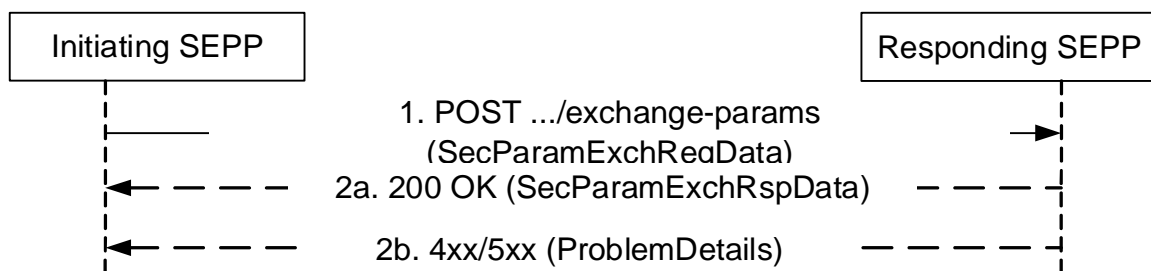 Initiating SEPP
Responding SEPP
1. POST .../exchange-params
(SecParamExchReqData)
2a. 200 OK (SecParamExchRspData)
2b. 4xx/5xx (ProblemDetails)